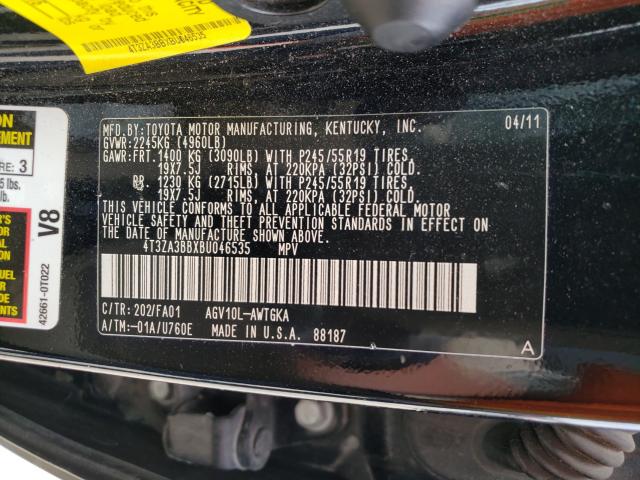 4T3ZA3BBXBU046535
MFD.BY:TOYOTA MOTOR MANUFACTURING, KENTUCKY, INC. 04/11
GVWR:2245KG (4960LB)
GAWR:FRT. 1400 KG (3090LB) WITH P245/55R19 TIRES,
19X7.5J RIMS, AT 220KPA (32PSI) COLD.
RR. 1230 KG (2715LB) WITH P245/55R19 TIRES,
19X7.5J RIMS, AT 220KPA (32PSI) COLD.
THIS VEHICLE CONFORMS TO ALL APPLICABLE FEDERAL MOTOR
VEHICLE SAFETY AND THEFT PREVENTION STANDARDS IN EFFECT ON
THE DATE OF MANUFACTURE SHOWN ABOVE.
4T3ZA3BBXBU046535 MPV
C/TR:202/FA01 AGV10L-AWTGKA
A/TM:-01A/U760E MADE IN U.S.A. 88187
A
RE: 3
lbs.
V8
42661-0T022